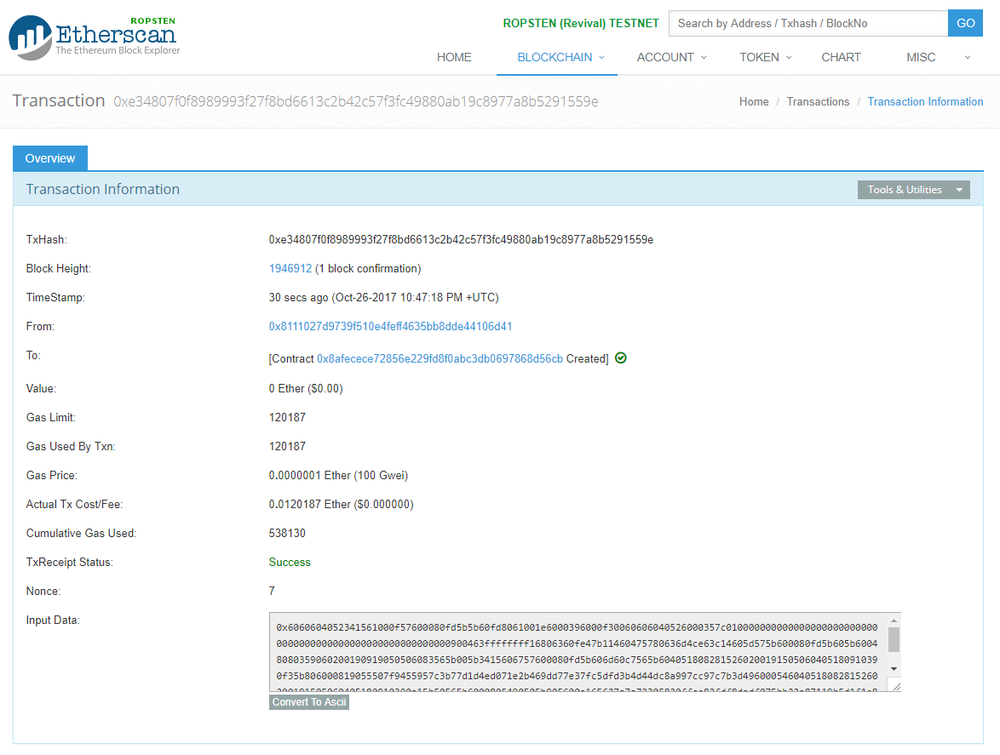 ROPSTEN
Etherscan
The Ethereum Block Explorer
ROPSTEN (Revival) TESTNET
Search by Address / Txhash / BlockNo
GO
HOME
BLOCKCHAIN
ACCOUNT
TOKEN
CHART
MISC
Transaction 0xe34807f0f8989993f27f8bd6613c2b42c57f3fc49880ab19c8977a8b5291559e
Home / Transactions / Transaction Information
Overview
Transaction Information
Tools & Utilities
TxHash: 0xe34807f0f8989993f27f8bd6613c2b42c57f3fc49880ab19c8977a8b5291559e
Block Height: 1946912 (1 block confirmation)
TimeStamp: 30 secs ago (Oct-26-2017 10:47:18 PM +UTC)
From: 0x8111027d9739f510e4feff4635bb8dde44106d41
To: [Contract 0x8afecece72856e229fd8f0abc3db0697868d56cb Created]
Value: 0 Ether ($0.00)
Gas Limit: 120187
Gas Used By Txn: 120187
Gas Price: 0.0000001 Ether (100 Gwei)
Actual Tx Cost/Fee: 0.0120187 Ether ($0.000000)
Cumulative Gas Used: 538130
TxReceipt Status: Success
Nonce: 7
Input Data:
0x6060604052341561000f57600080fd5b5b60fd8061001e6000396000f30060606040526000357c0100000000000000000000000000
000000000000000000000000000000900463ffffffff16806360fe47b11460475780636d4ce63c14605d575b600080fd5b605b6004
80803590602001909190505060835 65b005b3415606757600080fd5b606d60c7565b60405180828152602001915050604051809103
90f35b806000819055507f9455957c3b77d1d4ed071e2b469dd77e37fc5dfd3b4d44dc8a997cc97c7b3d49600054604051808281 5260
Convert To Ascii